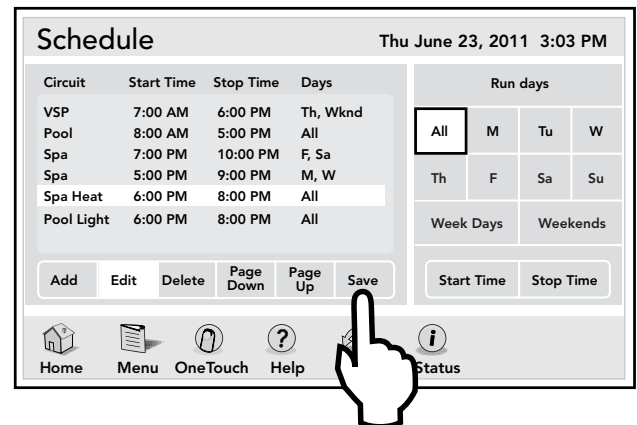 Schedule Thu June 23, 2011 3:03 PM
Circuit Start Time Stop Time Days
VSP 7:00 AM 6:00 PM Th, Wknd
Pool 8:00 AM 5:00 PM All
Spa 7:00 PM 10:00 PM F, Sa
Spa 5:00 PM 9:00 PM M, W
Spa Heat 6:00 PM 8:00 PM All
Pool Light 6:00 PM 8:00 PM All
Add Edit Delete Page Down Page Up Save
Run days
All M Tu W
Th F Sa Su
Week Days Weekends
Start Time Stop Time
Home Menu OneTouch Help Status